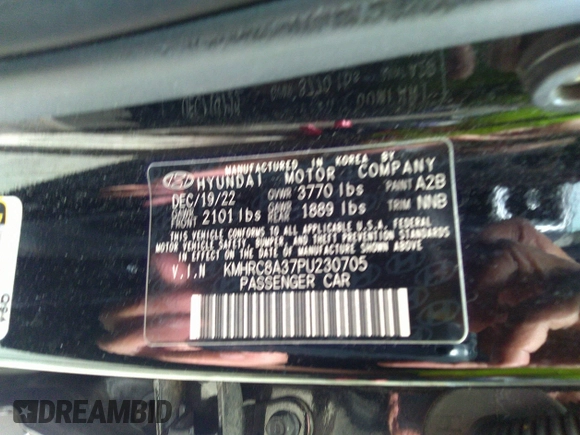 MANUFACTURED IN KOREA BY
HYUNDAI MOTOR COMPANY
DEC/19/22 GVWR 3770 lbs PAINT A2B
GAWR FRONT 2101 lbs GAWR REAR 1889 lbs TRIM NNB
THIS VEHICLE CONFORMS TO ALL APPLICABLE U.S.A. FEDERAL
MOTOR VEHICLE SAFETY, BUMPER, AND THEFT PREVENTION STANDARDS
IN EFFECT ON THE DATE OF MANUFACTURE SHOWN ABOVE.
V.I.N KMHRC8A37PU230705
PASSENGER CAR
DREAMBID